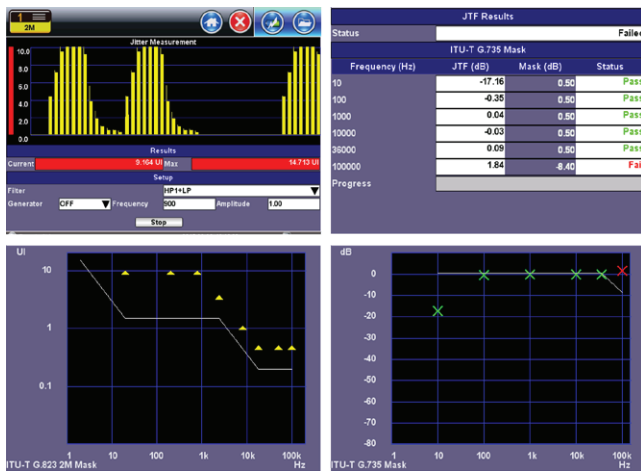 1
2M
Jitter Measurement
10.0
8.0
6.0
4.0
2.0
0.0
Results
Current 9.164 UI Max 14.713 UI
Setup
Filter HP1+LP
Generator OFF Frequency 900 Amplitude 1.00
Stop
JTF Results
Status Failed
ITU-T G.735 Mask
Frequency (Hz) JTF (dB) Mask (dB) Status
10 -17.16 0.50 Pass
100 -0.35 0.50 Pass
1000 0.04 0.50 Pass
10000 -0.03 0.50 Pass
36000 0.09 0.50 Pass
100000 1.84 -8.40 Fail
Progress
UI
10
1
0.1
1 10 100 1k 10k 100k
ITU-T G.823 2M Mask Hz
dB
0
-10
-20
-30
-40
-50
-60
-70
-80
1 10 100 1k 10k 100k
ITU-T G.735 Mask Hz